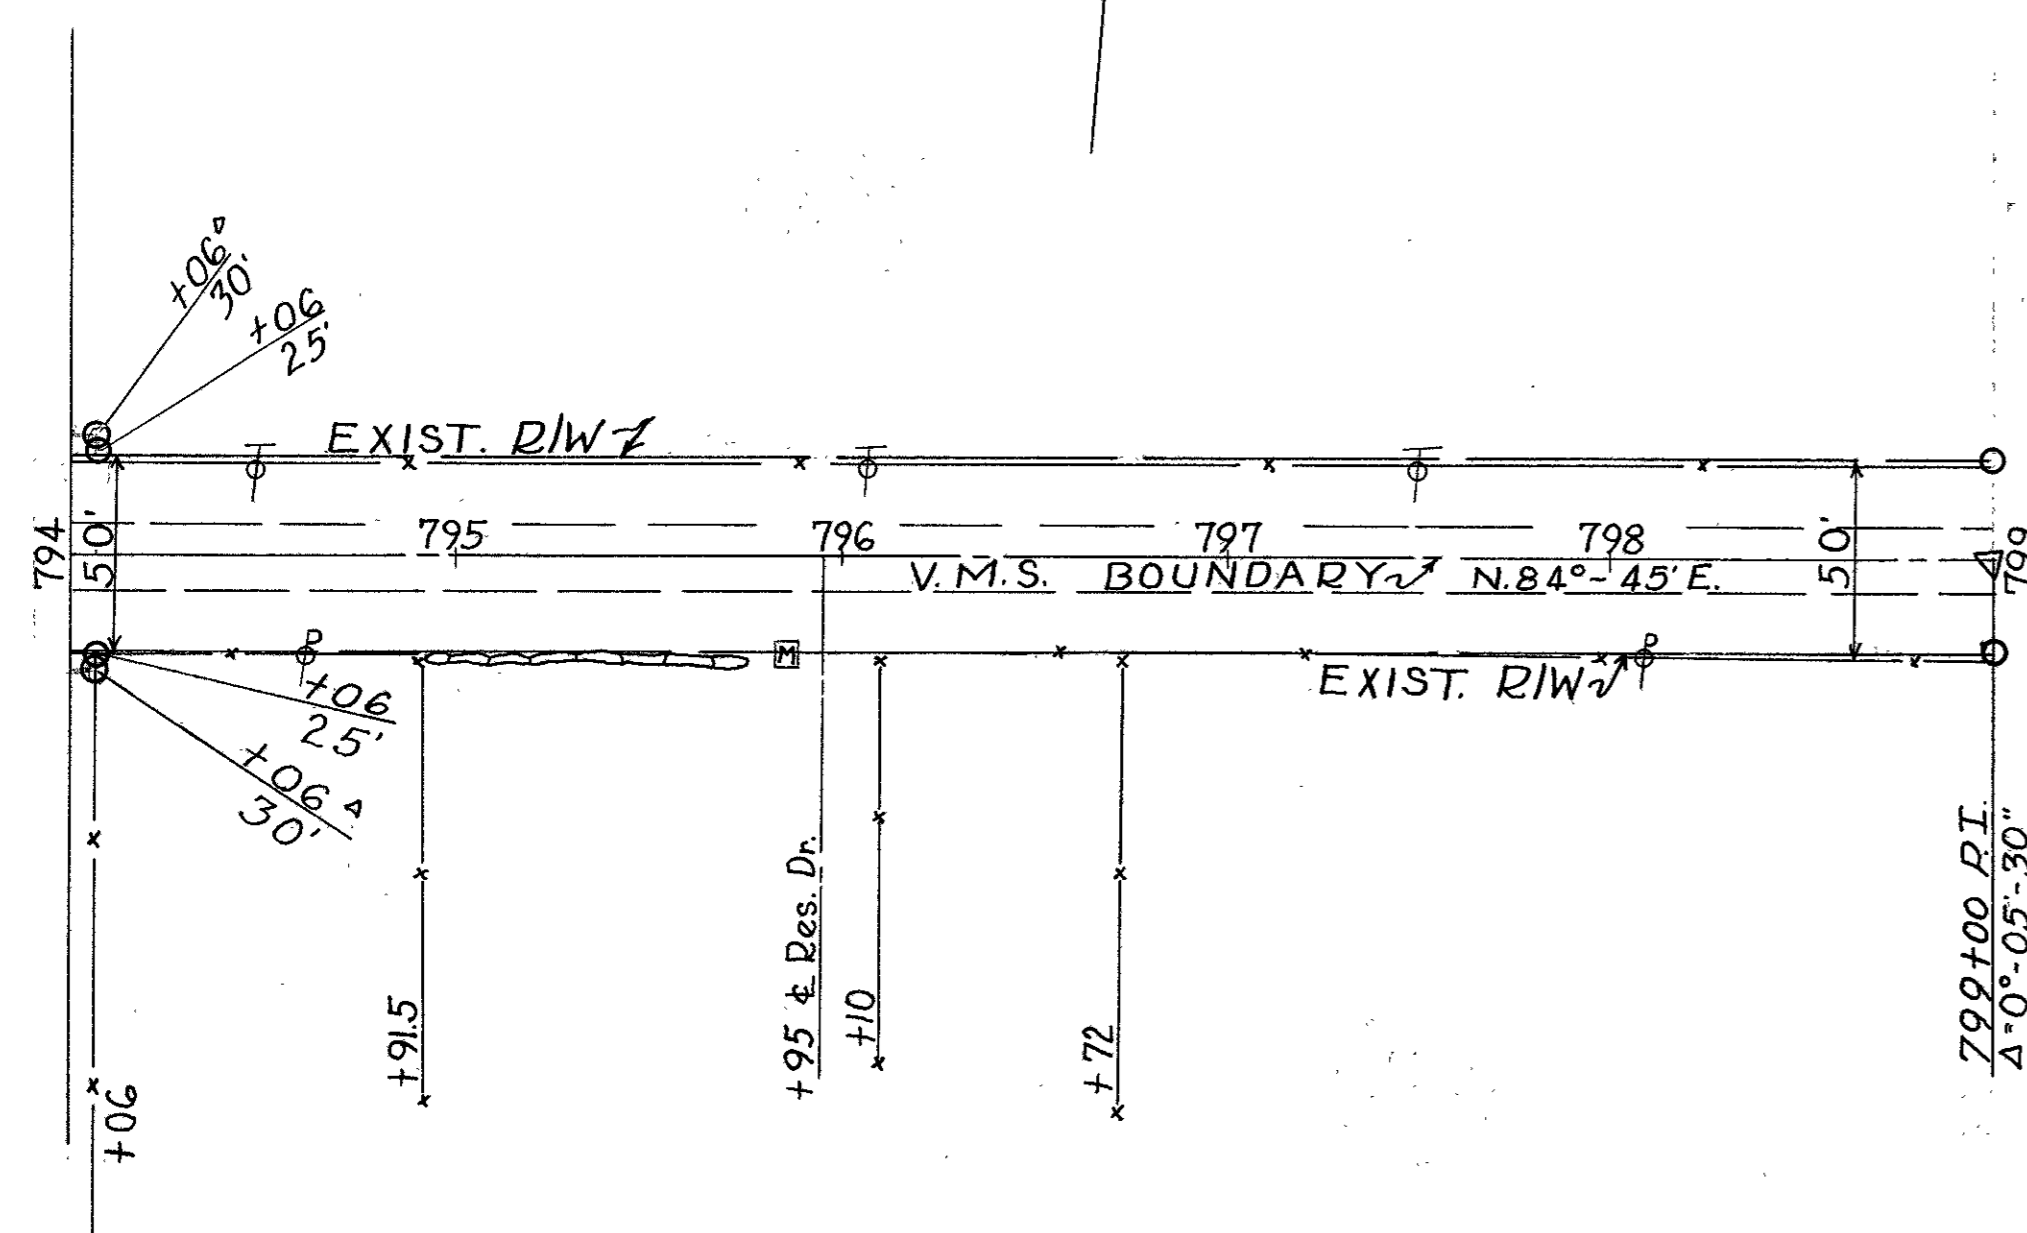 +06
30'
+06
25'
EXIST. R/W
794
50'
795
796
797
798
50'
799
V.M.S. BOUNDARY N.84°-45'E.
P
M
P
T
T
T
+06
25'
+06
30'
EXIST. R/W
+06
+91.5
+95 ℄ Res. Dr.
+10
+72
799+00 P.I.
Δ=0°-05'-30"